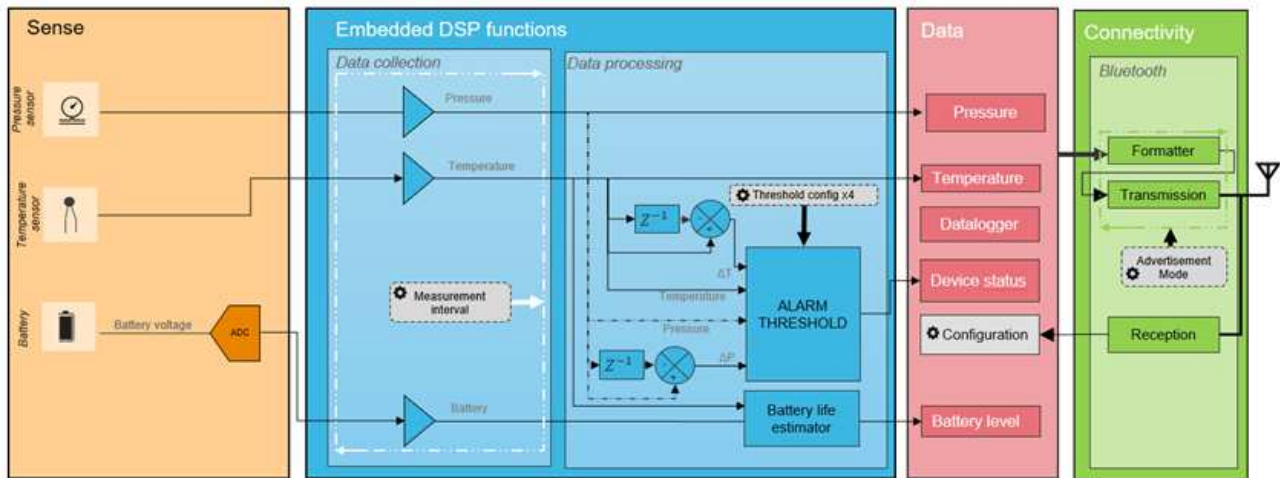 Sense
Pressure
sensor
Temperature
sensor
Battery
Battery voltage
ADC
Embedded DSP functions
Data collection
Pressure
Temperature
Measurement
interval
Battery
Data processing
Threshold config x4
Z⁻¹
-
+
ΔT
Temperature
Pressure
Z⁻¹
-
+
ΔP
ALARM
THRESHOLD
Battery life
estimator
Data
Pressure
Temperature
Datalogger
Device status
Configuration
Battery level
Connectivity
Bluetooth
Formatter
Transmission
Advertisement
Mode
Reception